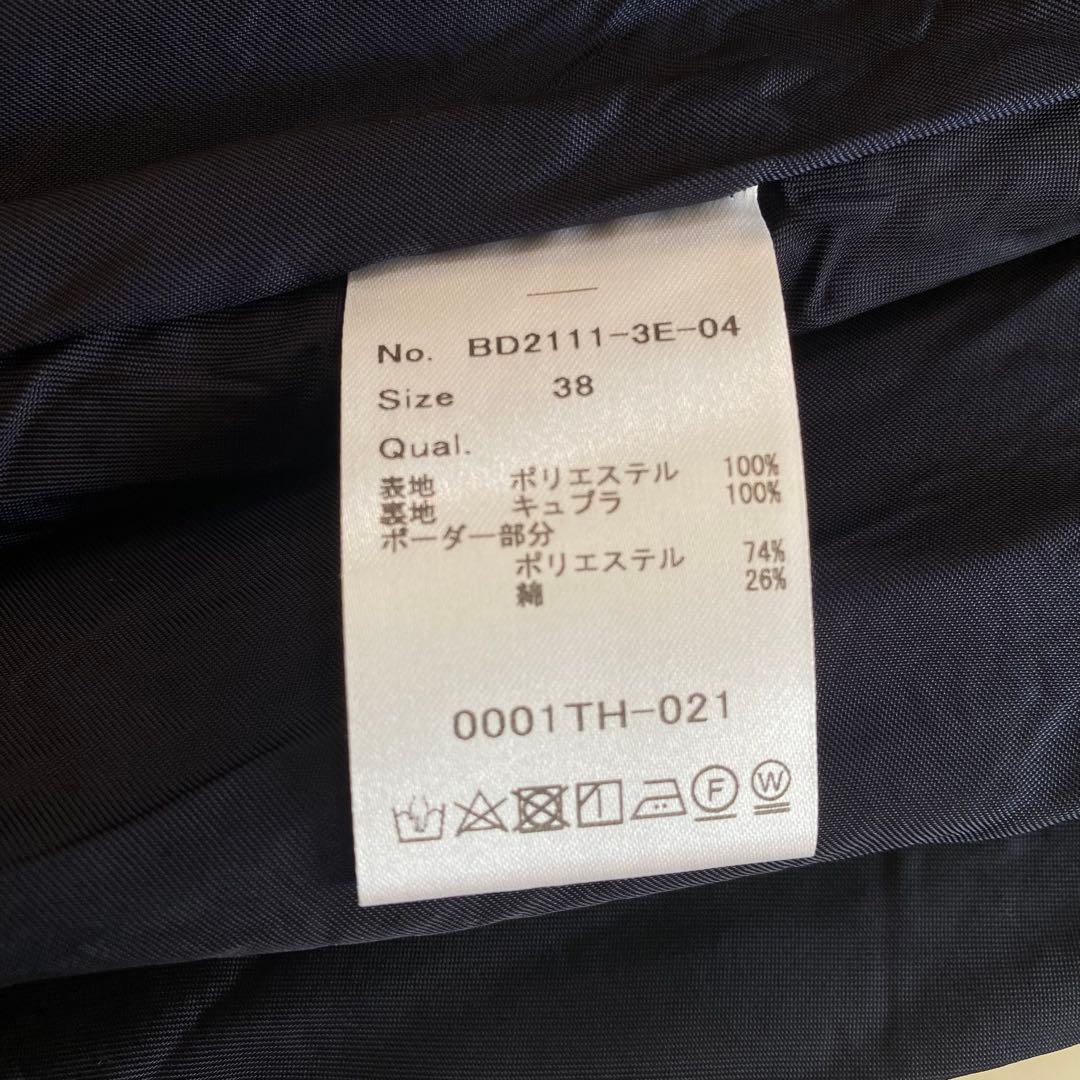 No. BD2111-3E-04
Size 38
Qual.
表地 ポリエステル 100%
裏地 キュプラ 100%
ボーダー部分
ポリエステル 74%
綿 26%
0001TH-021
F W